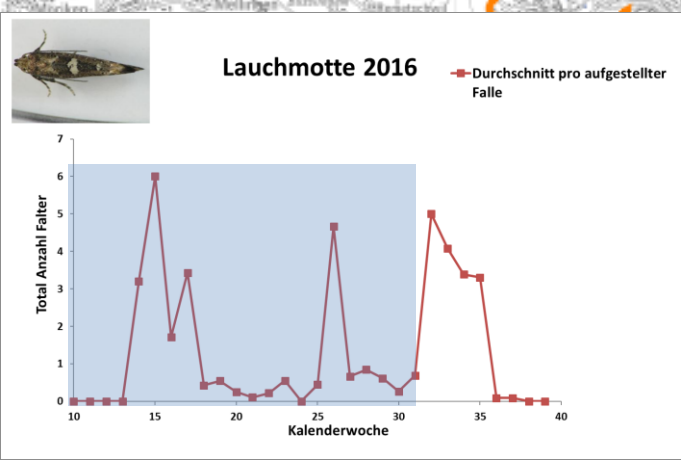 Lauchmotte 2016
Durchschnitt pro aufgestellter
Falle
Total Anzahl Falter
7
6
5
4
3
2
1
0
10 15 20 25 30 35 40
Kalenderwoche